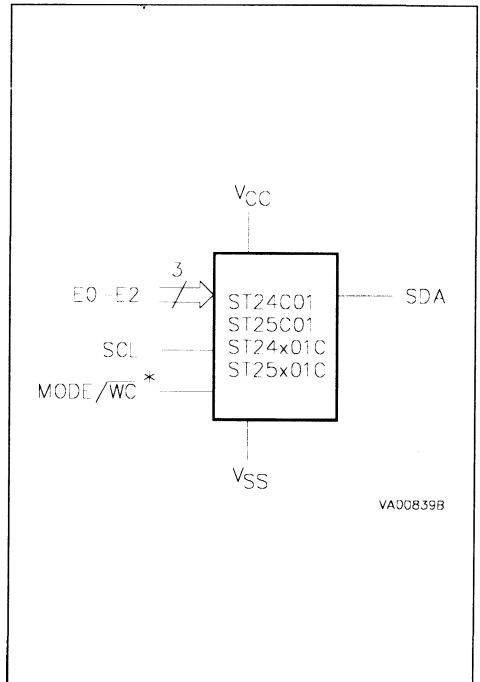 VCC
3
E0-E2
SDA
SCL
MODE/WC *
ST24C01
ST25C01
ST24x01C
ST25x01C
VSS
VA00839B